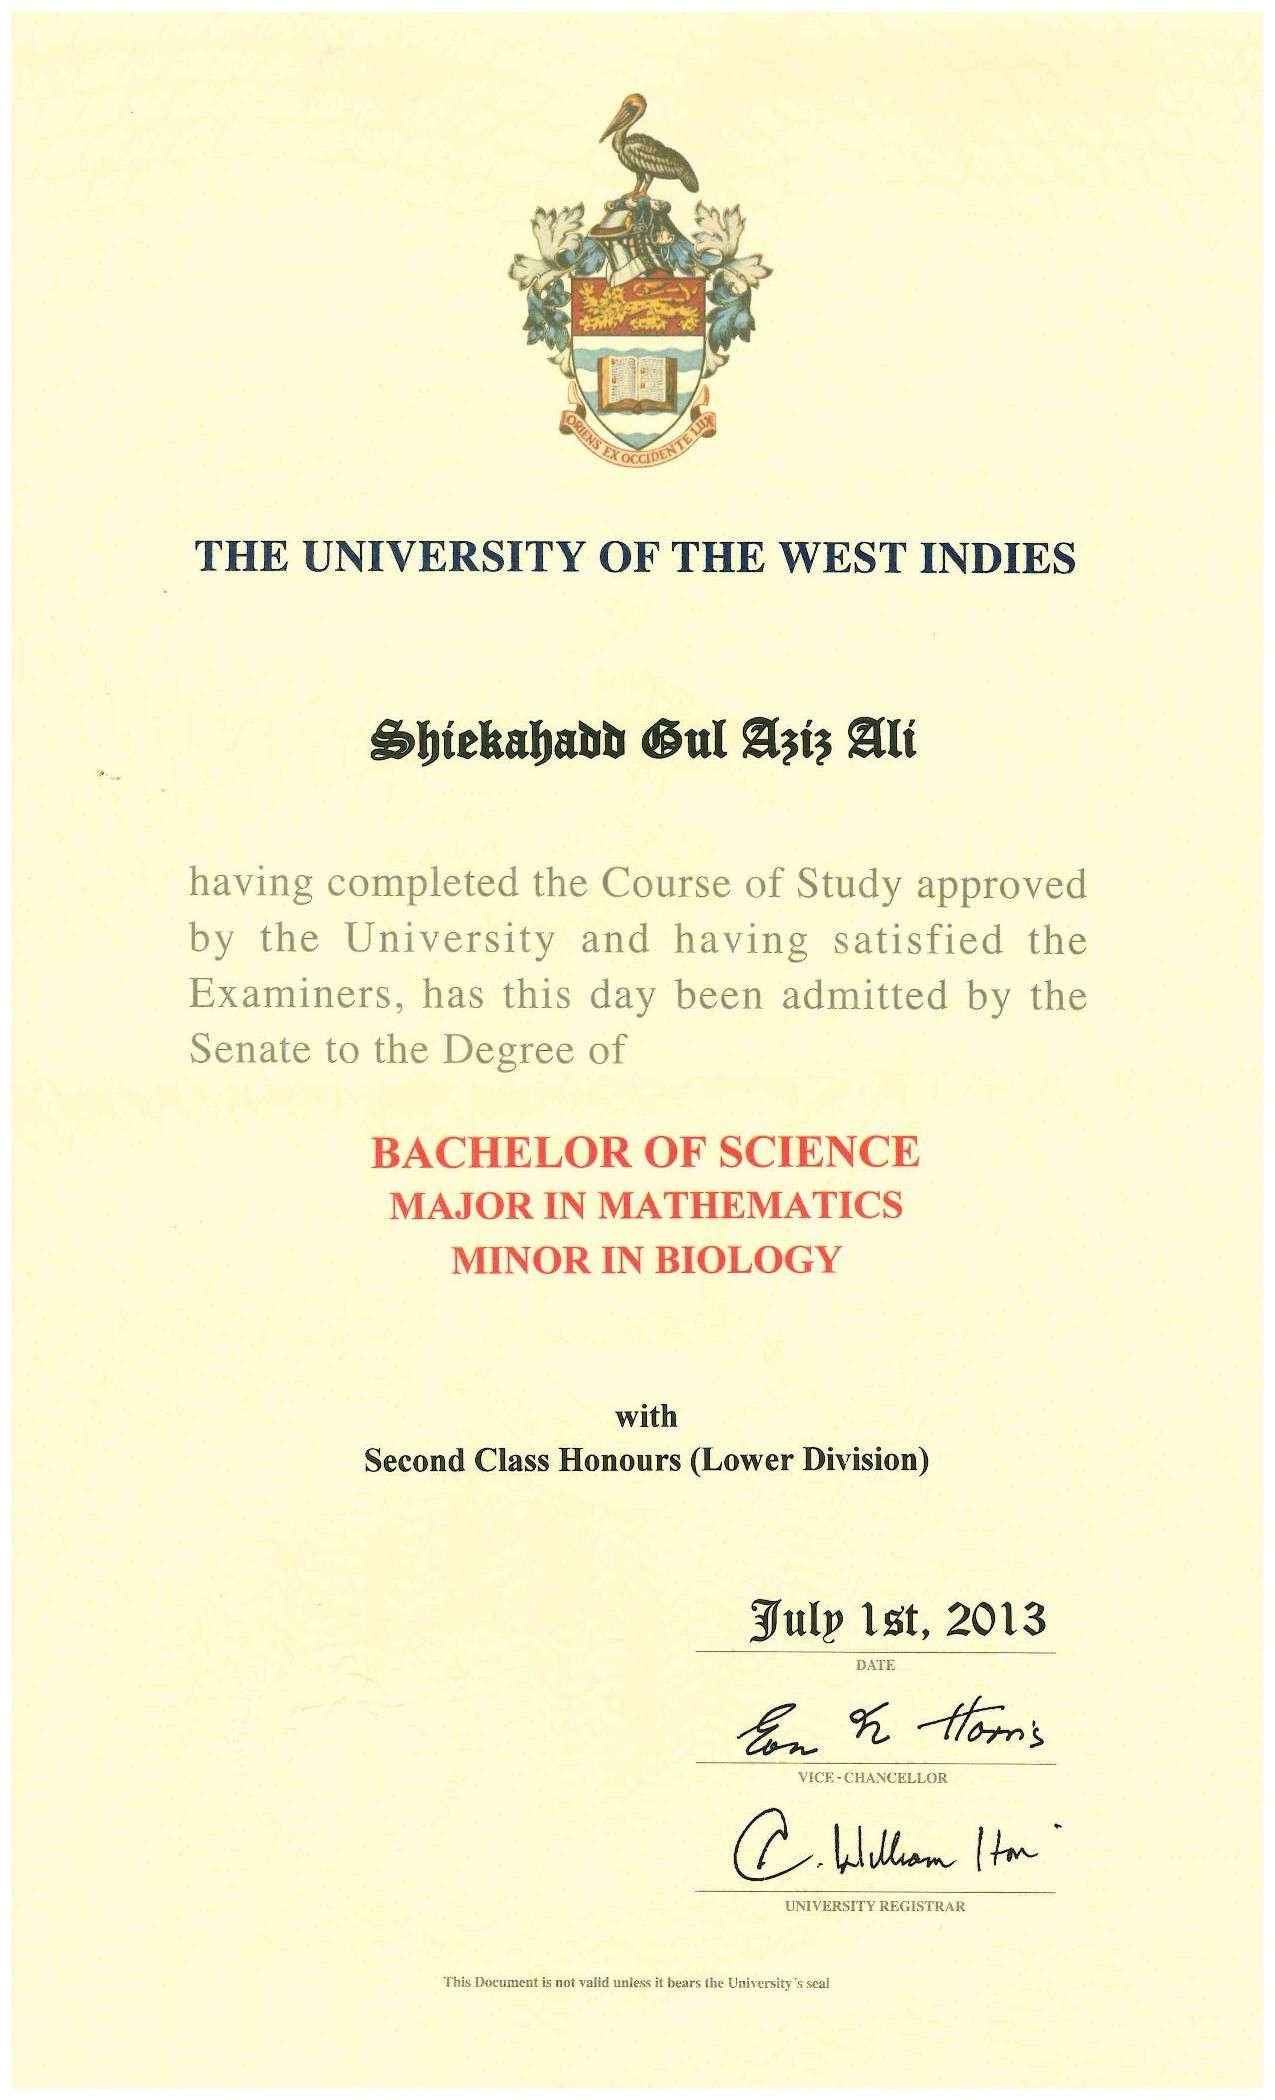 ORIENS EX OCCIDENTE LUX
THE UNIVERSITY OF THE WEST INDIES
Shiekahadd Gul Aziz Ali
having completed the Course of Study approved
by the University and having satisfied the
Examiners, has this day been admitted by the
Senate to the Degree of
BACHELOR OF SCIENCE
MAJOR IN MATHEMATICS
MINOR IN BIOLOGY
with
Second Class Honours (Lower Division)
July 1st, 2013
DATE
Eon N Harris
VICE-CHANCELLOR
C. William
UNIVERSITY REGISTRAR
This Document is not valid unless it bears the University´s seal